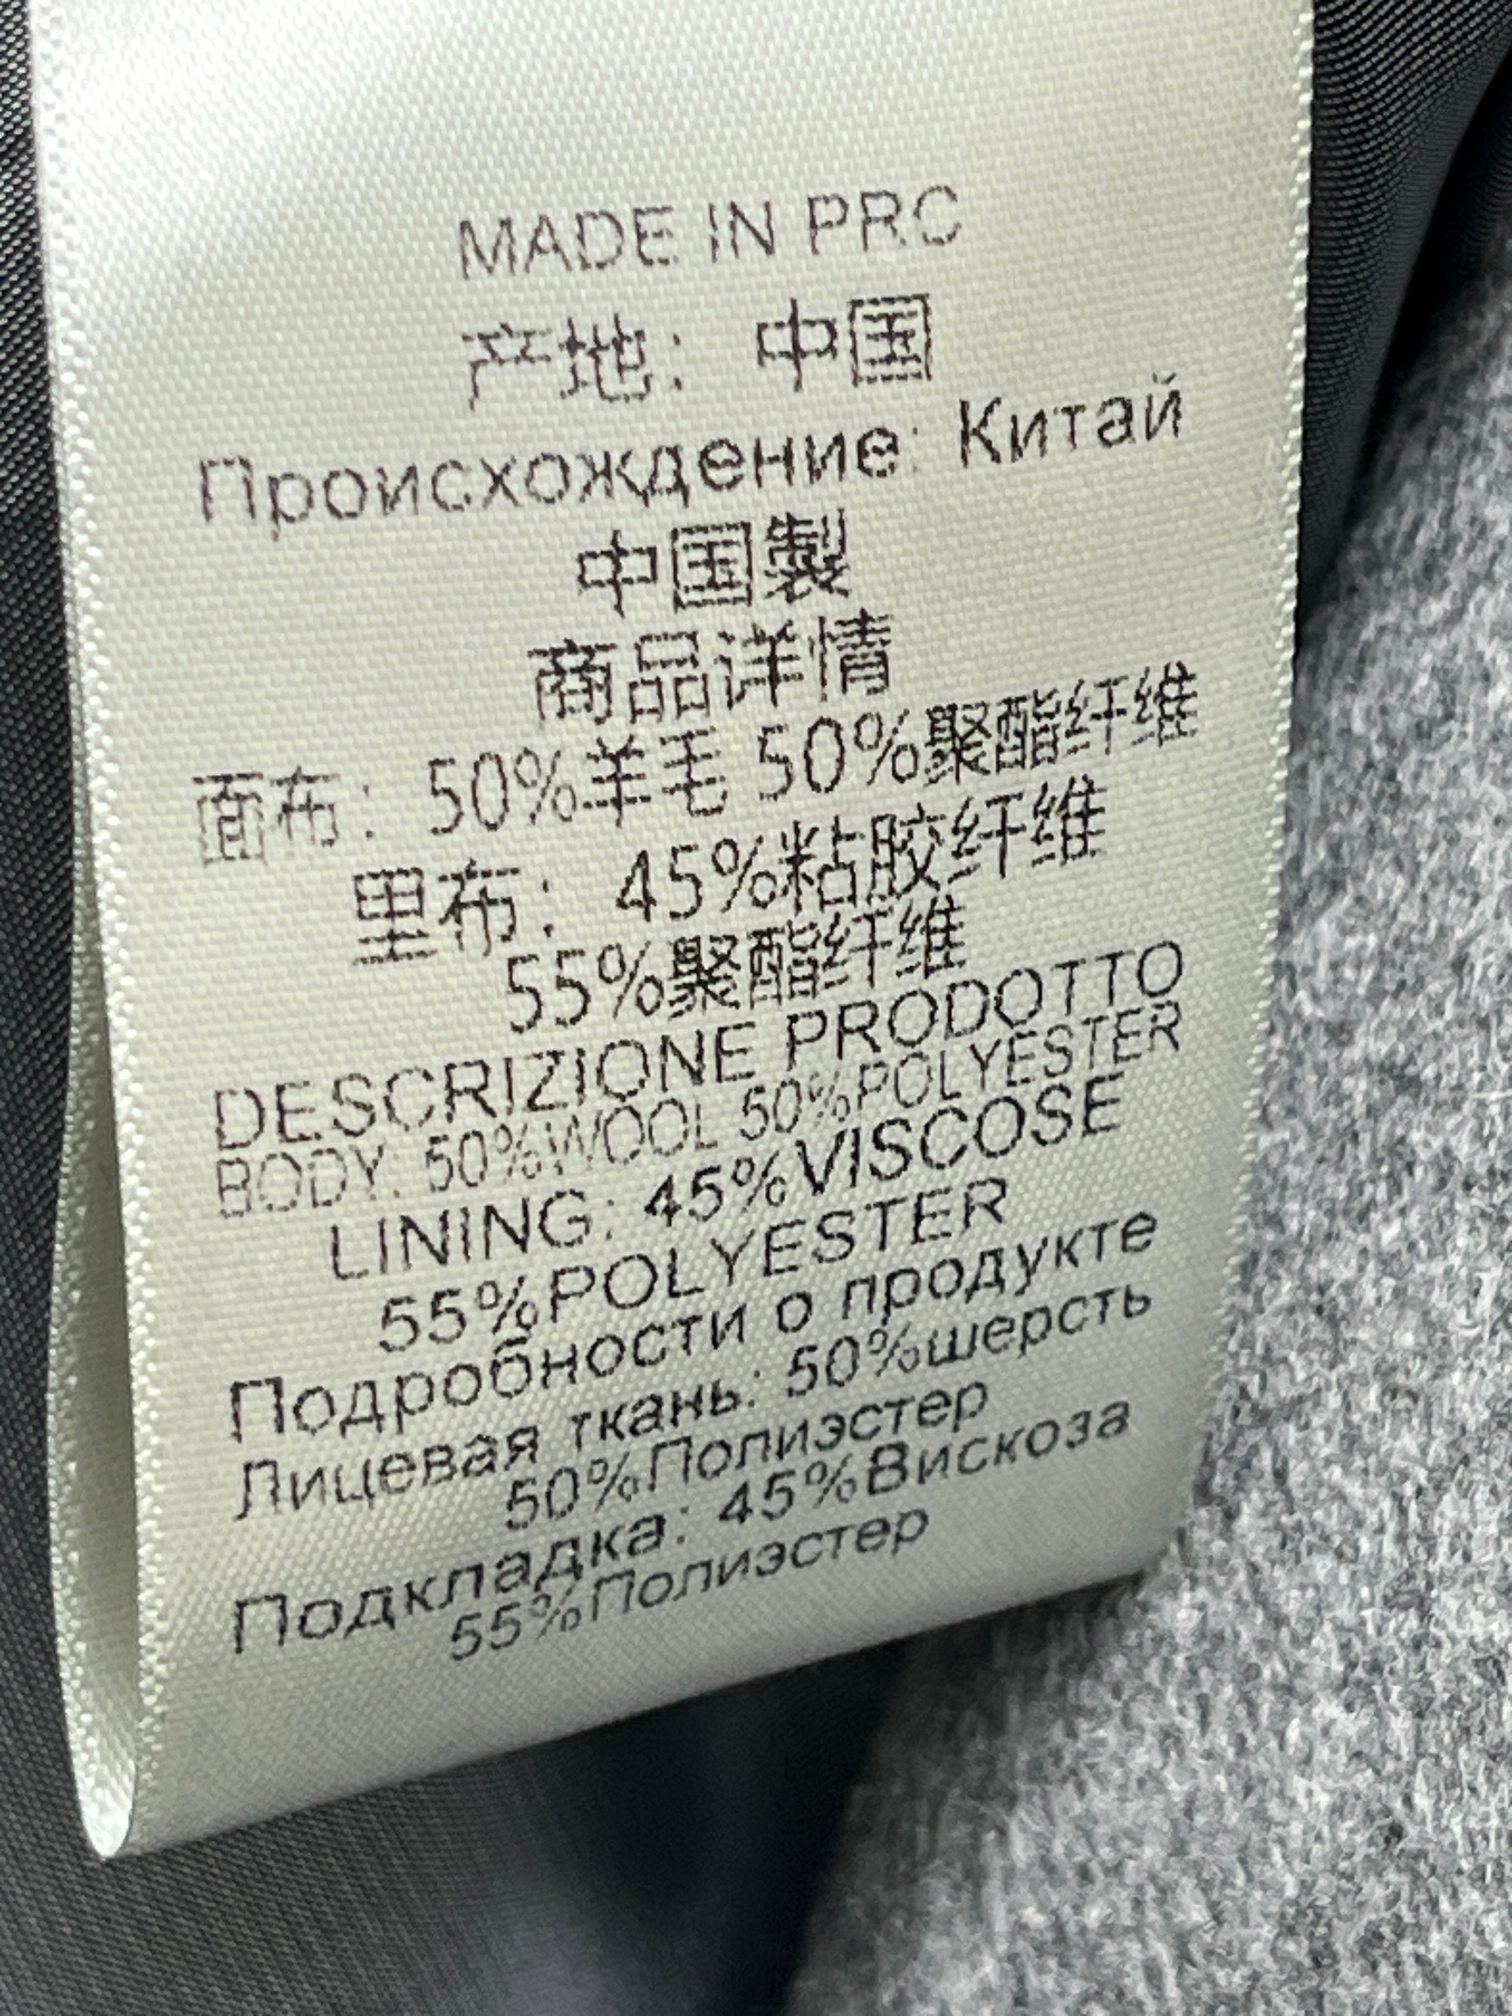 MADE IN PRC
产地: 中国
Происхождение: Китай
中国製
商品详情
面布: 50%羊毛 50%聚酯纤维
里布: 45%粘胶纤维
55%聚酯纤维
DESCRIZIONE PRODOTTO
BODY: 50%WOOL 50%POLYESTER
LINING: 45%VISCOSE
55%POLYESTER
Подробности о продукте
Лицевая ткань: 50%шерсть
50%Полиэстер
Подкладка: 45%Вискоза
55%Полиэстер